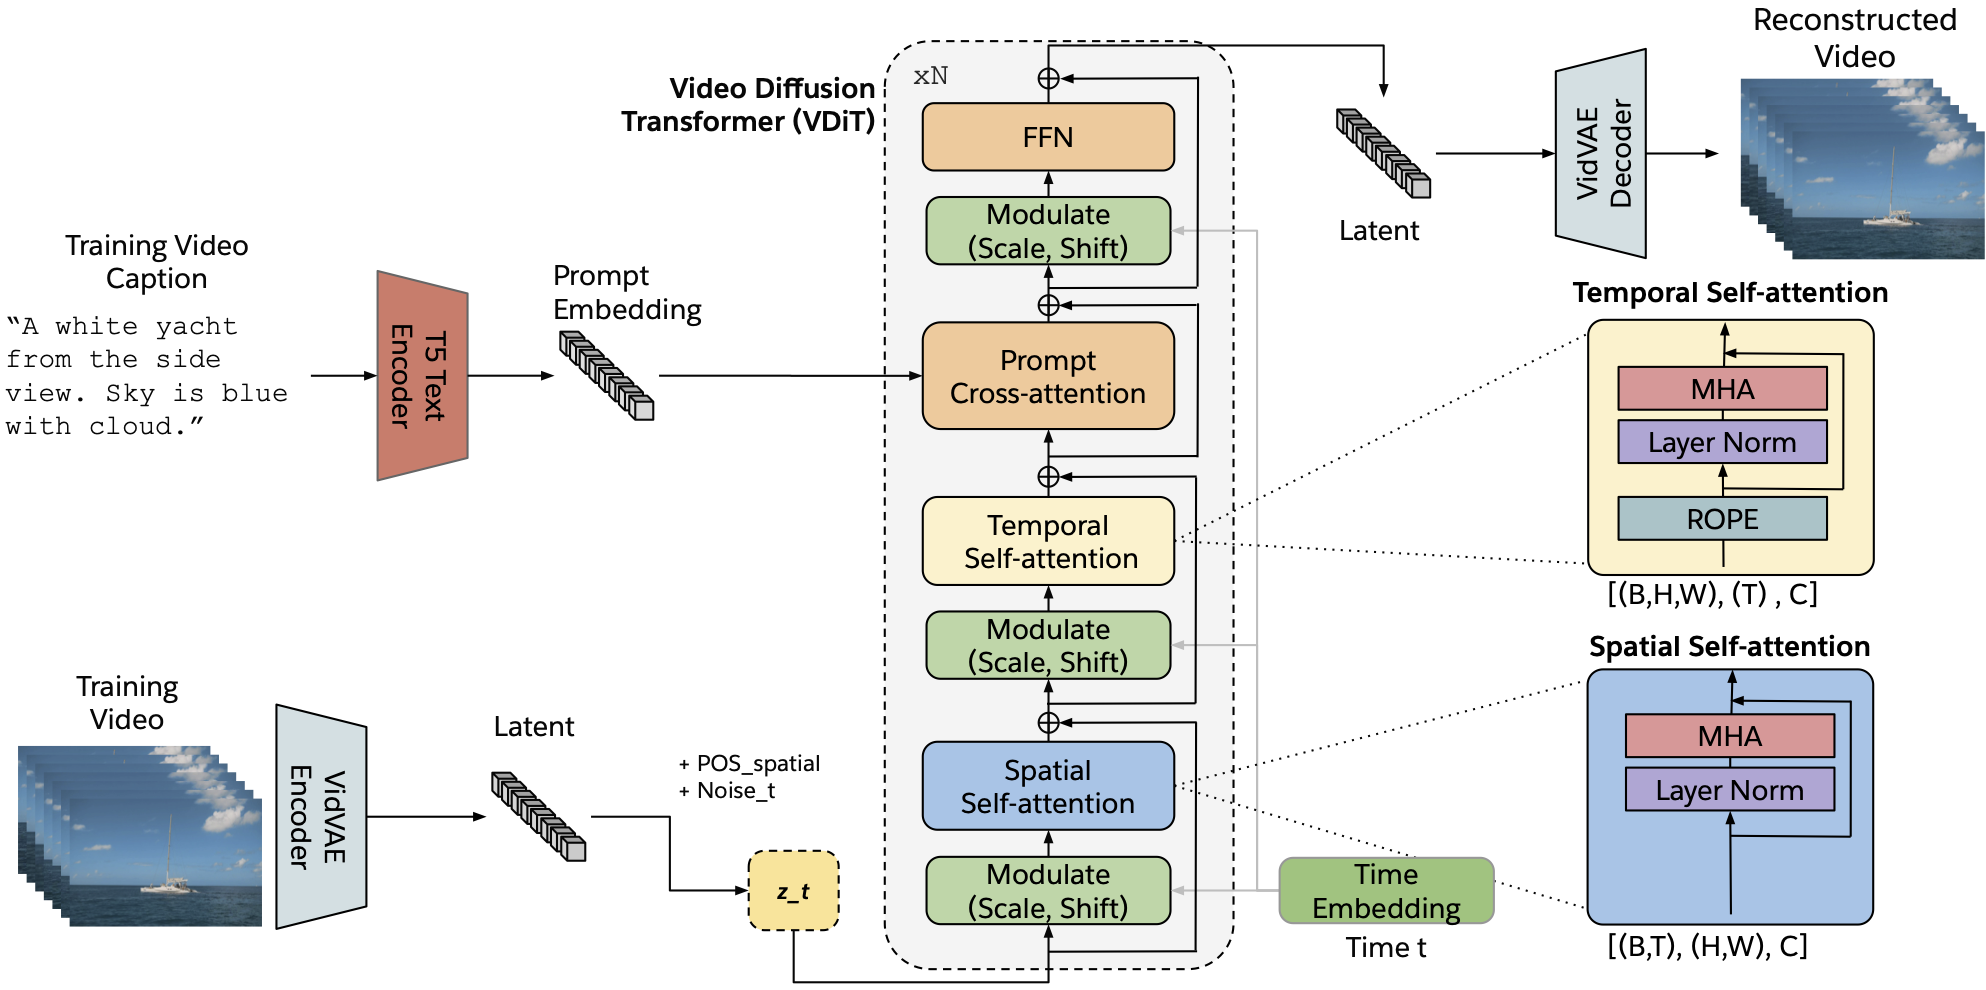 Reconstructed
Video
xN
Video Diffusion
Transformer (VDiT)
FFN
Modulate
(Scale, Shift)
VidVAE
Decoder
Latent
Training Video
Caption
“A white yacht
from the side
view. Sky is blue
with cloud.”
T5 Text
Encoder
Prompt
Embedding
Prompt
Cross-attention
Temporal
Self-attention
Modulate
(Scale, Shift)
Temporal Self-attention
MHA
Layer Norm
ROPE
[(B,H,W), (T) , C]
Training
Video
VidVAE
Encoder
Latent
+ POS_spatial
+ Noise_t
z_t
Spatial
Self-attention
Modulate
(Scale, Shift)
Time
Embedding
Time t
Spatial Self-attention
MHA
Layer Norm
[(B,T), (H,W), C]